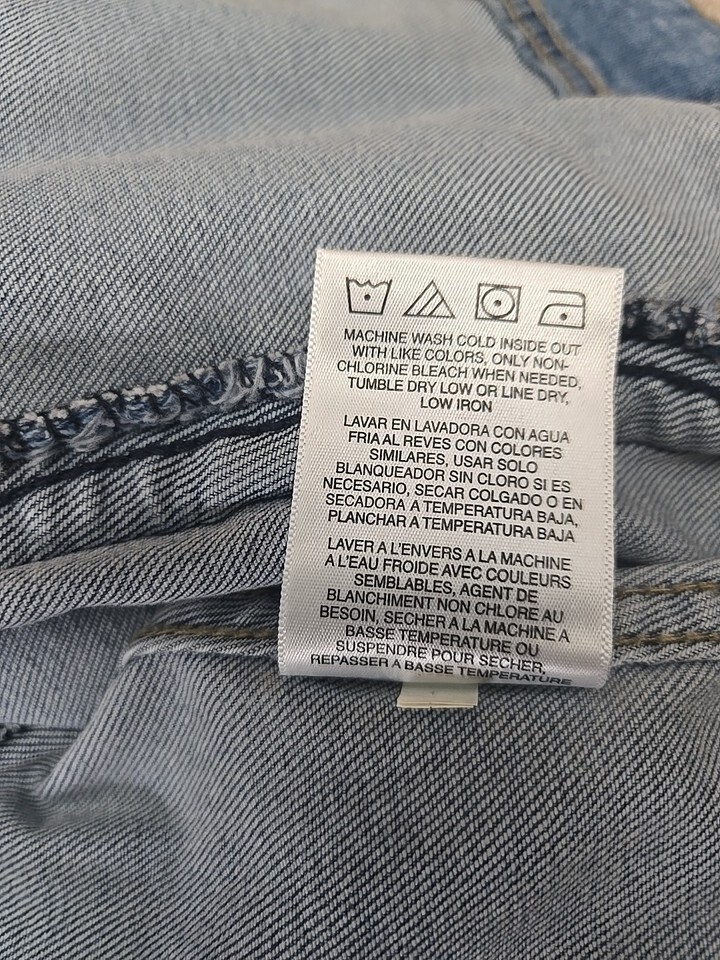 MACHINE WASH COLD INSIDE OUT
WITH LIKE COLORS, ONLY NON-
CHLORINE BLEACH WHEN NEEDED,
TUMBLE DRY LOW OR LINE DRY,
LOW IRON
LAVAR EN LAVADORA CON AGUA
FRIA AL REVES CON COLORES
SIMILARES, USAR SOLO
BLANQUEADOR SIN CLORO SI ES
NECESARIO, SECAR COLGADO O EN
SECADORA A TEMPERATURA BAJA,
PLANCHAR A TEMPERATURA BAJA
LAVER A L'ENVERS A LA MACHINE
A L'EAU FROIDE AVEC COULEURS
SEMBLABLES, AGENT DE
BLANCHIMENT NON CHLORE AU
BESOIN, SECHER A LA MACHINE A
BASSE TEMPERATURE OU
SUSPENDRE POUR SECHER,
REPASSER A BASSE TEMPERATURE